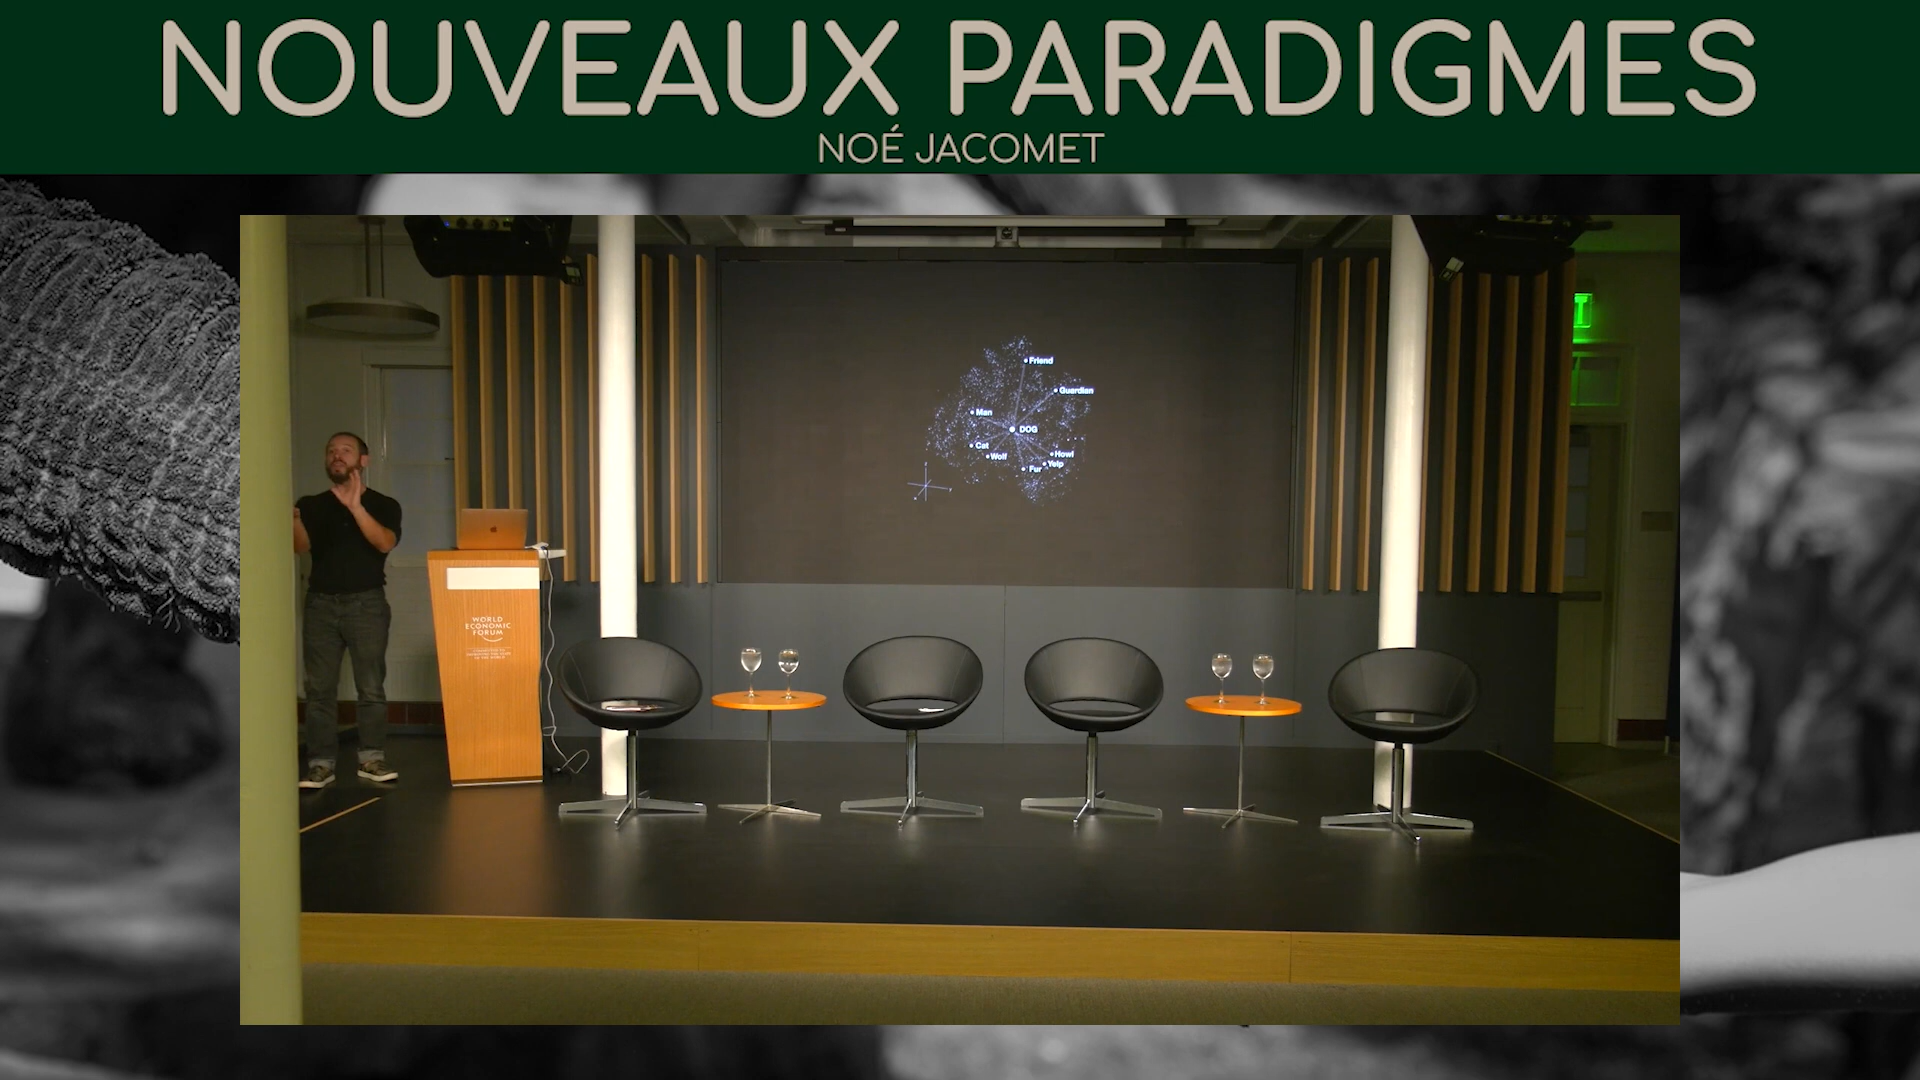 NOUVEAUX PARADIGMES
NOÉ JACOMET
Friend
Guardian
Man
DOG
Cat
Wolf
Howl
Yelp
Fur
WORLD
ECONOMIC
FORUM